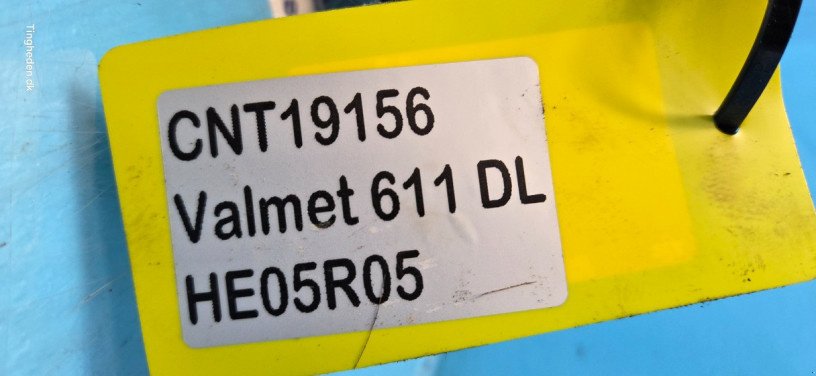 Tingheden.dk
CNT19156
Valmet 611 DL
HE05R05